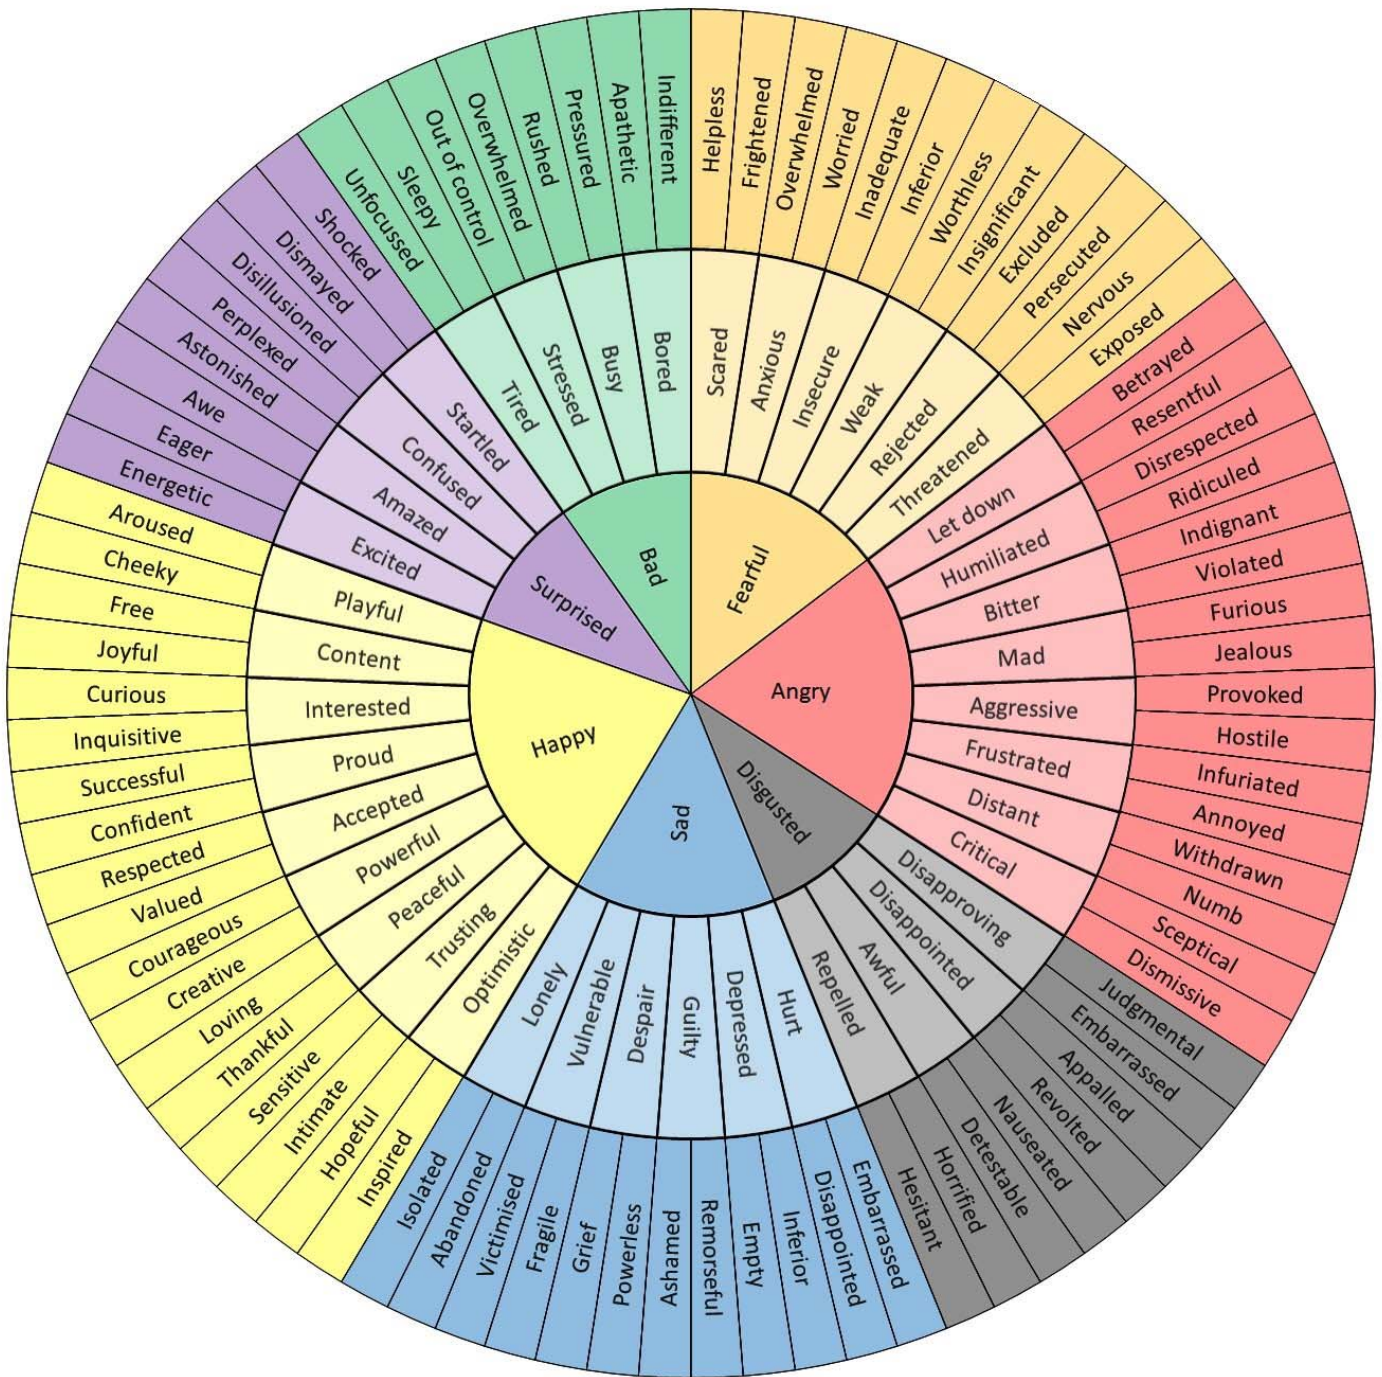 Fearful
Angry
Disgusted
Sad
Happy
Surprised
Bad
Scared
Anxious
Insecure
Weak
Rejected
Threatened
Let down
Humiliated
Bitter
Mad
Aggressive
Frustrated
Distant
Critical
Disapproving
Disappointed
Awful
Repelled
Hurt
Depressed
Guilty
Despair
Vulnerable
Lonely
Optimistic
Trusting
Peaceful
Powerful
Accepted
Proud
Interested
Content
Playful
Excited
Amazed
Confused
Startled
Tired
Stressed
Busy
Bored
Helpless
Frightened
Overwhelmed
Worried
Inadequate
Inferior
Worthless
Insignificant
Excluded
Persecuted
Nervous
Exposed
Betrayed
Resentful
Disrespected
Ridiculed
Indignant
Violated
Furious
Jealous
Provoked
Hostile
Infuriated
Annoyed
Withdrawn
Numb
Sceptical
Dismissive
Judgmental
Embarrassed
Appalled
Revolted
Nauseated
Detestable
Horrified
Hesitant
Embarrassed
Disappointed
Inferior
Empty
Remorseful
Ashamed
Powerless
Grief
Fragile
Victimised
Abandoned
Isolated
Inspired
Hopeful
Intimate
Sensitive
Thankful
Loving
Creative
Courageous
Valued
Respected
Confident
Successful
Inquisitive
Curious
Joyful
Free
Cheeky
Aroused
Energetic
Eager
Awe
Astonished
Perplexed
Disillusioned
Dismayed
Shocked
Unfocussed
Sleepy
Out of control
Overwhelmed
Rushed
Pressured
Apathetic
Indifferent